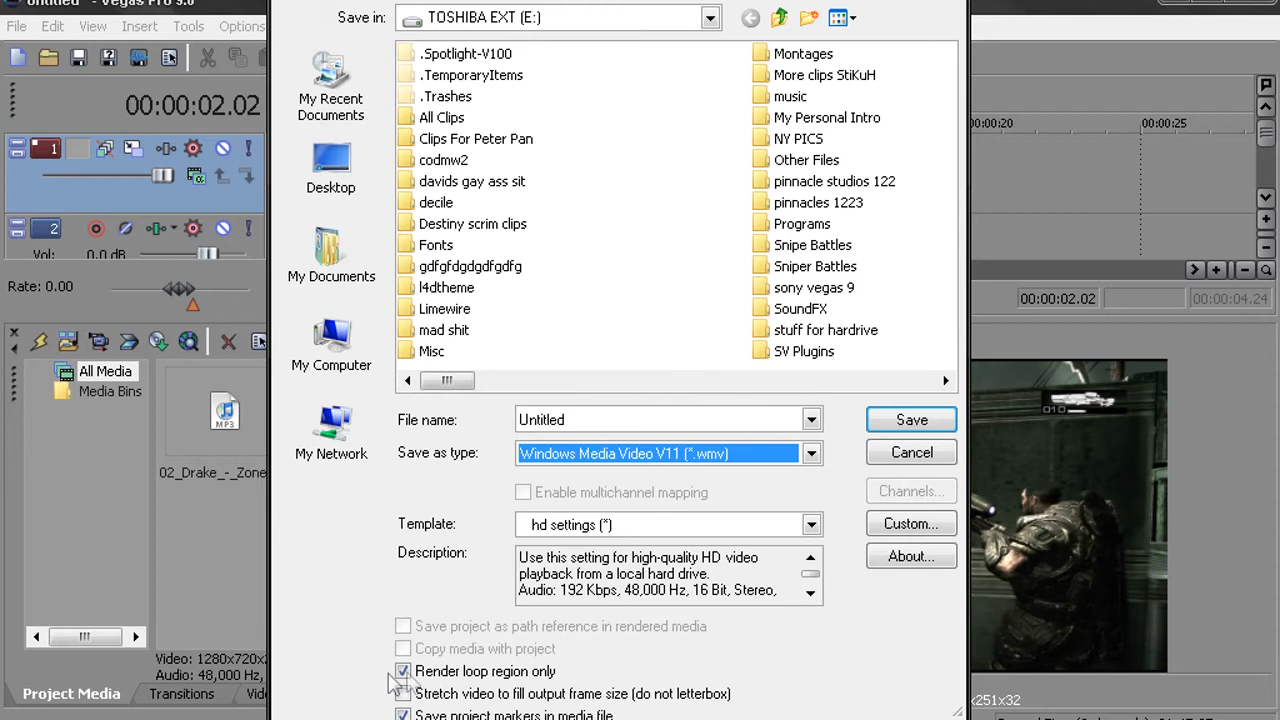 Untitled - Vegas Pro 9.0
File Edit View Insert Tools Options
00:00:02.02
1
2
Vol: 0.0 dB
Rate: 0.00
All Media
Media Bins
MP3
02_Drake_-_Zone
Video: 1280x720x
Audio: 48,000 Hz,
Project Media Transitions
Save in: TOSHIBA EXT (E:)
My Recent
Documents
Desktop
My Documents
My Computer
My Network
.Spotlight-V100
.TemporaryItems
.Trashes
All Clips
Clips For Peter Pan
codmw2
davids gay ass sit
decile
Destiny scrim clips
Fonts
gdfgfdgdgdfgdfg
l4dtheme
Limewire
mad shit
Misc
Montages
More clips StiKuH
music
My Personal Intro
NY PICS
Other Files
pinnacle studios 122
pinnacles 1223
Programs
Snipe Battles
Sniper Battles
sony vegas 9
SoundFX
stuff for hardrive
SV Plugins
File name: Untitled Save
Save as type: Windows Media Video V11 (*.wmv) Cancel
Enable multichannel mapping Channels...
Template: hd settings (*) Custom...
Description: Use this setting for high-quality HD video
playback from a local hard drive.
Audio: 192 Kbps, 48,000 Hz, 16 Bit, Stereo,
About...
Save project as path reference in rendered media
Copy media with project
Render loop region only
Stretch video to fill output frame size (do not letterbox)
Save project markers in media file
00:00:20 00:00:25
00:00:02.02 00:00:04.24
x251x32